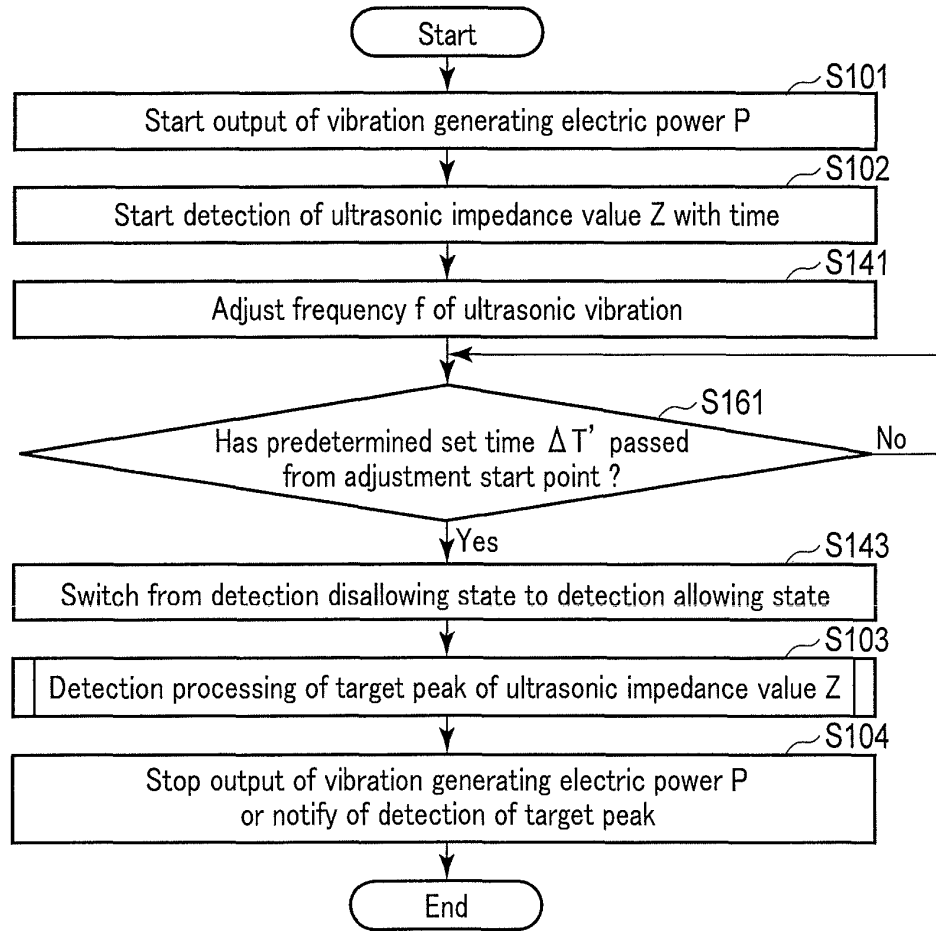 Start
S101
Start output of vibration generating electric power P
S102
Start detection of ultrasonic impedance value Z with time
S141
Adjust frequency f of ultrasonic vibration
S161
Has predetermined set time ΔT' passed
from adjustment start point ?
No
Yes
S143
Switch from detection disallowing state to detection allowing state
S103
Detection processing of target peak of ultrasonic impedance value Z
S104
Stop output of vibration generating electric power P
or notify of detection of target peak
End